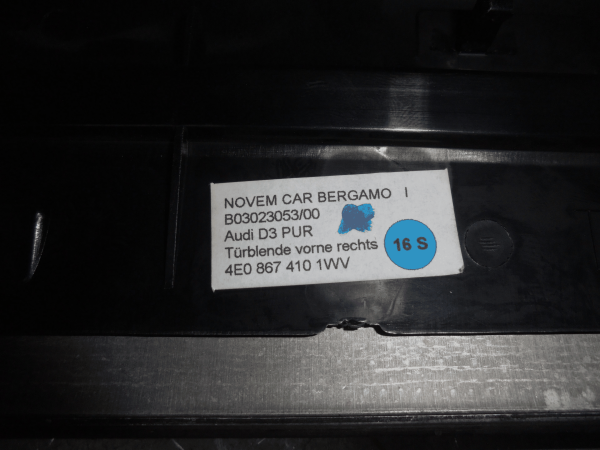 NOVEM CAR BERGAMO I
B03023053/00
Audi D3 PUR
Türblende vorne rechts
4E0 867 410 1WV
16 S